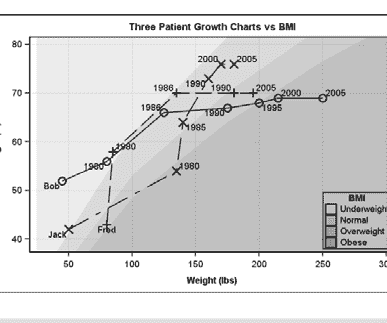 Three Patient Growth Charts vs BMI
80
70
60
50
40
2000 2005
1990
1986 1990 2005
2000 2005
1986
1990 1995
1985
1980
1980
1980
Bob
Jack
Fred
BMI
Underweigh
Normal
Overweight
Obese
50 100 150 200 250 30
Weight (lbs)